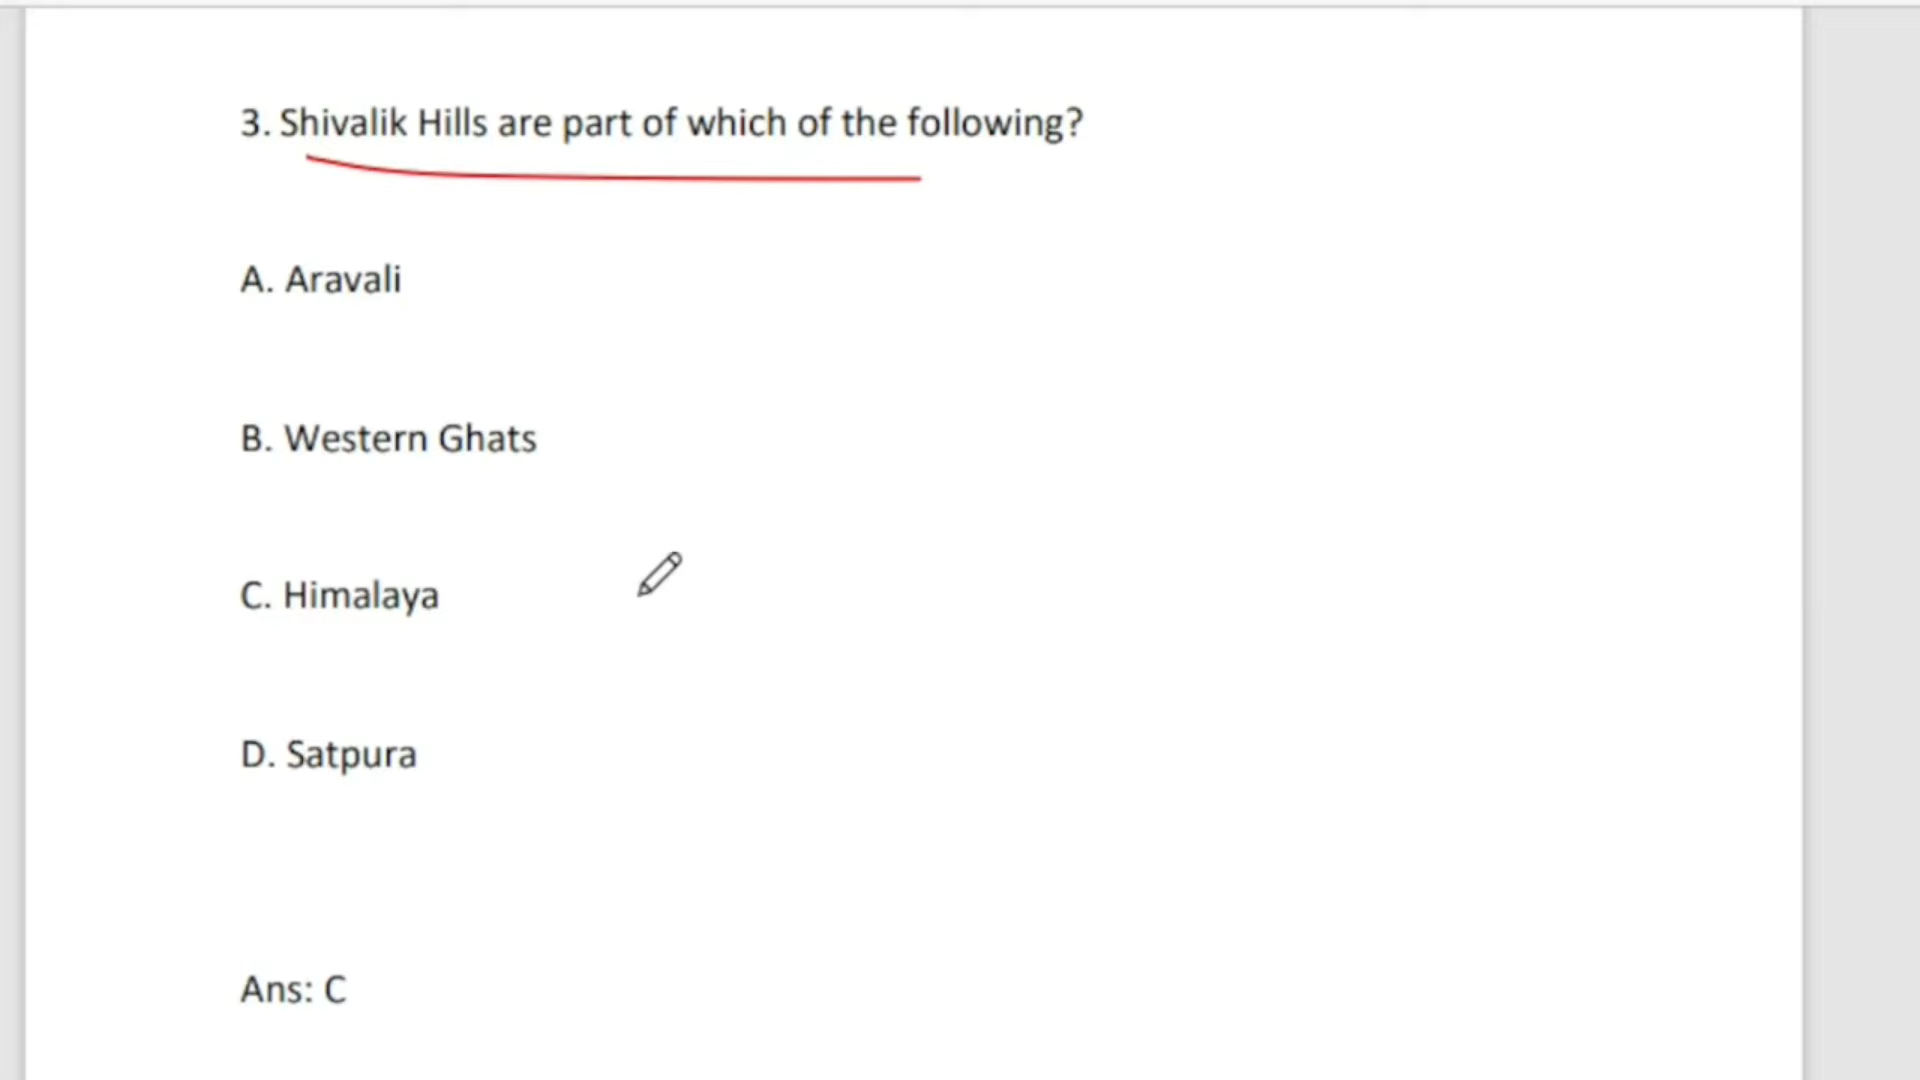 3. Shivalik Hills are part of which of the following?
A. Aravali
B. Western Ghats
C. Himalaya
D. Satpura
Ans: C